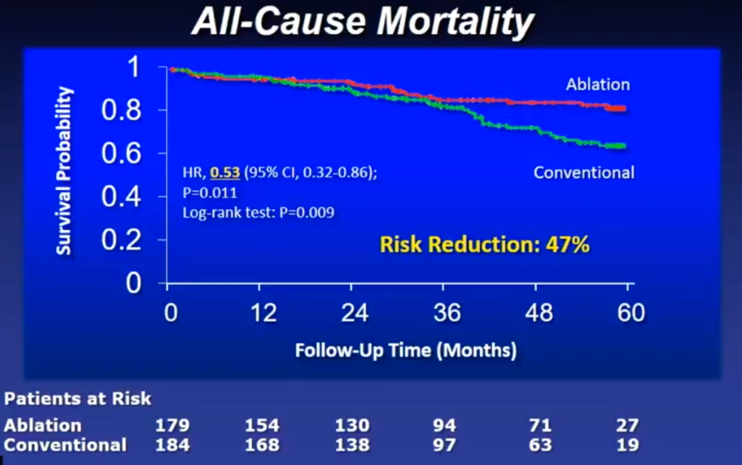 All-Cause Mortality
Survival Probability
1
0.8
0.6
0.4
0.2
0
Ablation
Conventional
HR, 0.53 (95% CI, 0.32-0.86);
P=0.011
Log-rank test: P=0.009
Risk Reduction: 47%
0 12 24 36 48 60
Follow-Up Time (Months)
Patients at Risk
Ablation 179 154 130 94 71 27
Conventional 184 168 138 97 63 19